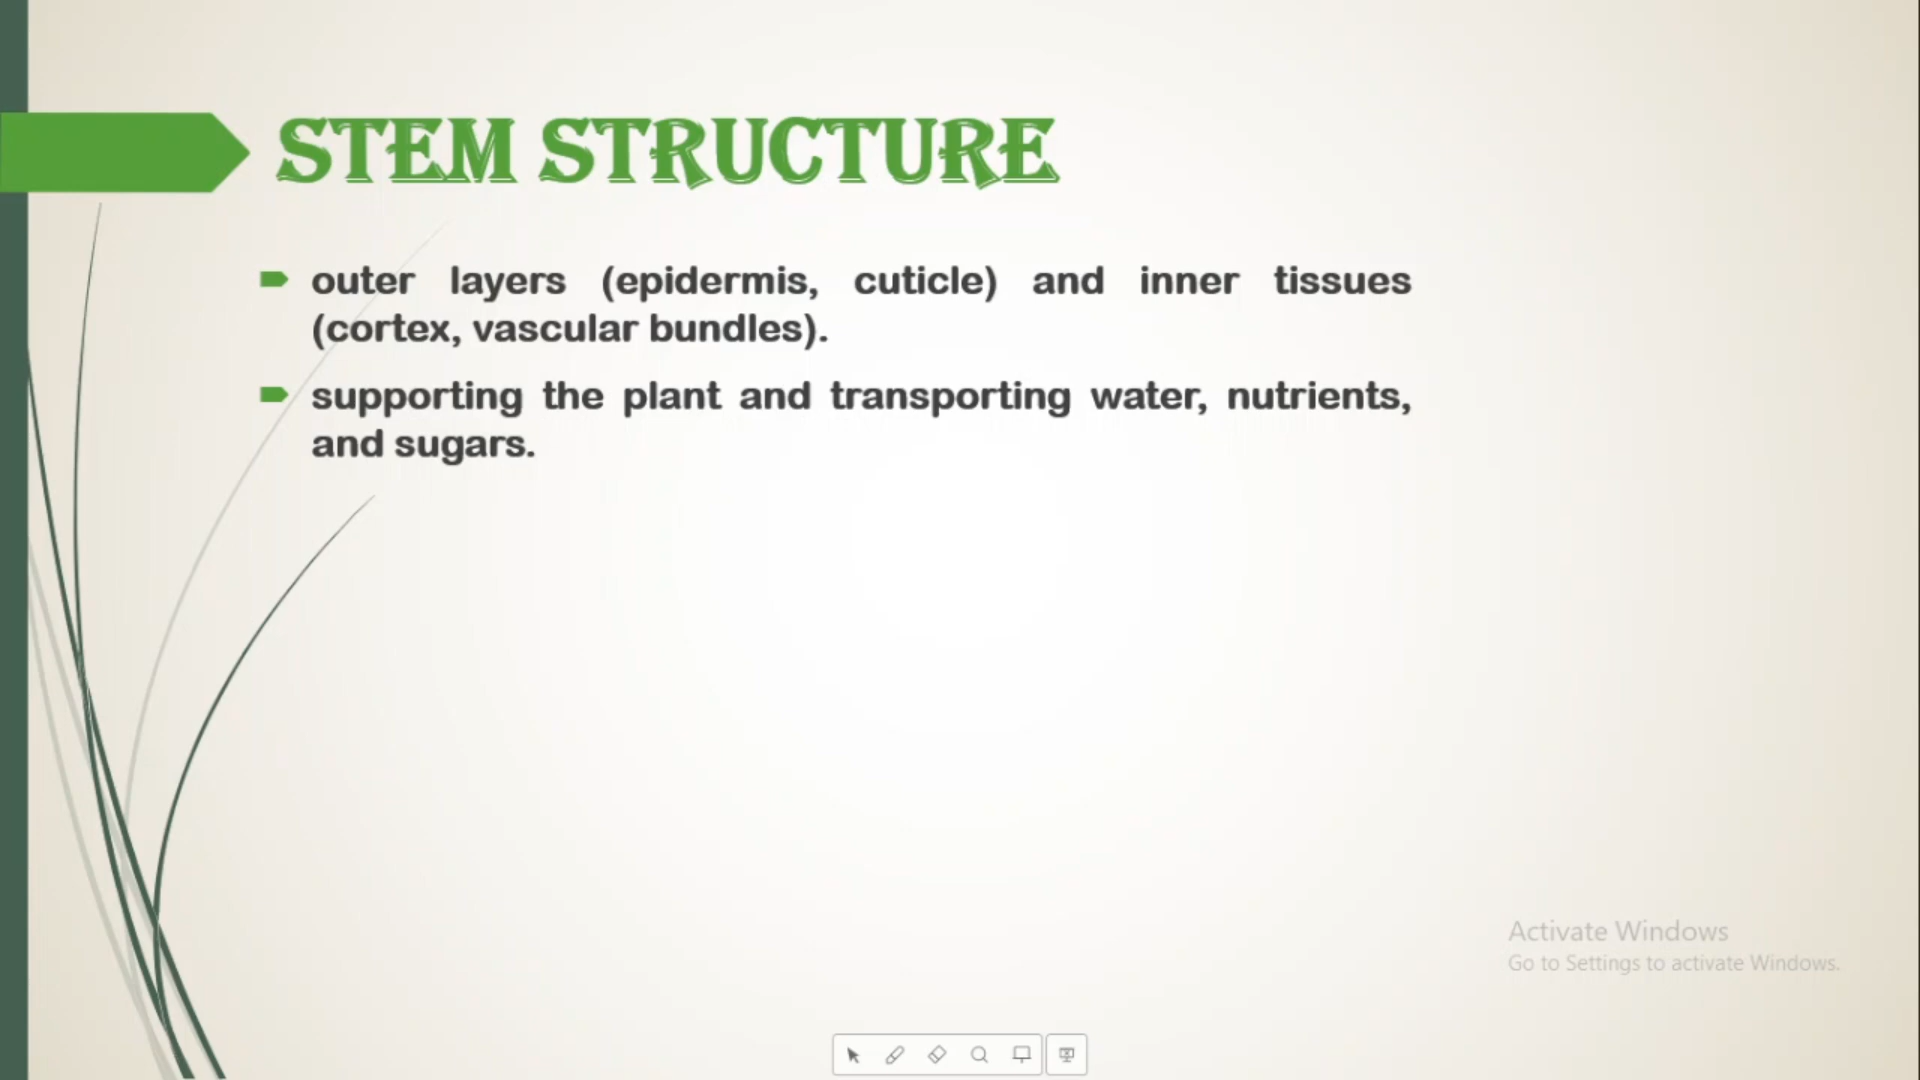 STEM STRUCTURE
outer layers (epidermis, cuticle) and inner tissues
(cortex, vascular bundles).
supporting the plant and transporting water, nutrients,
and sugars.
Activate Windows
Go to Settings to activate Windows.